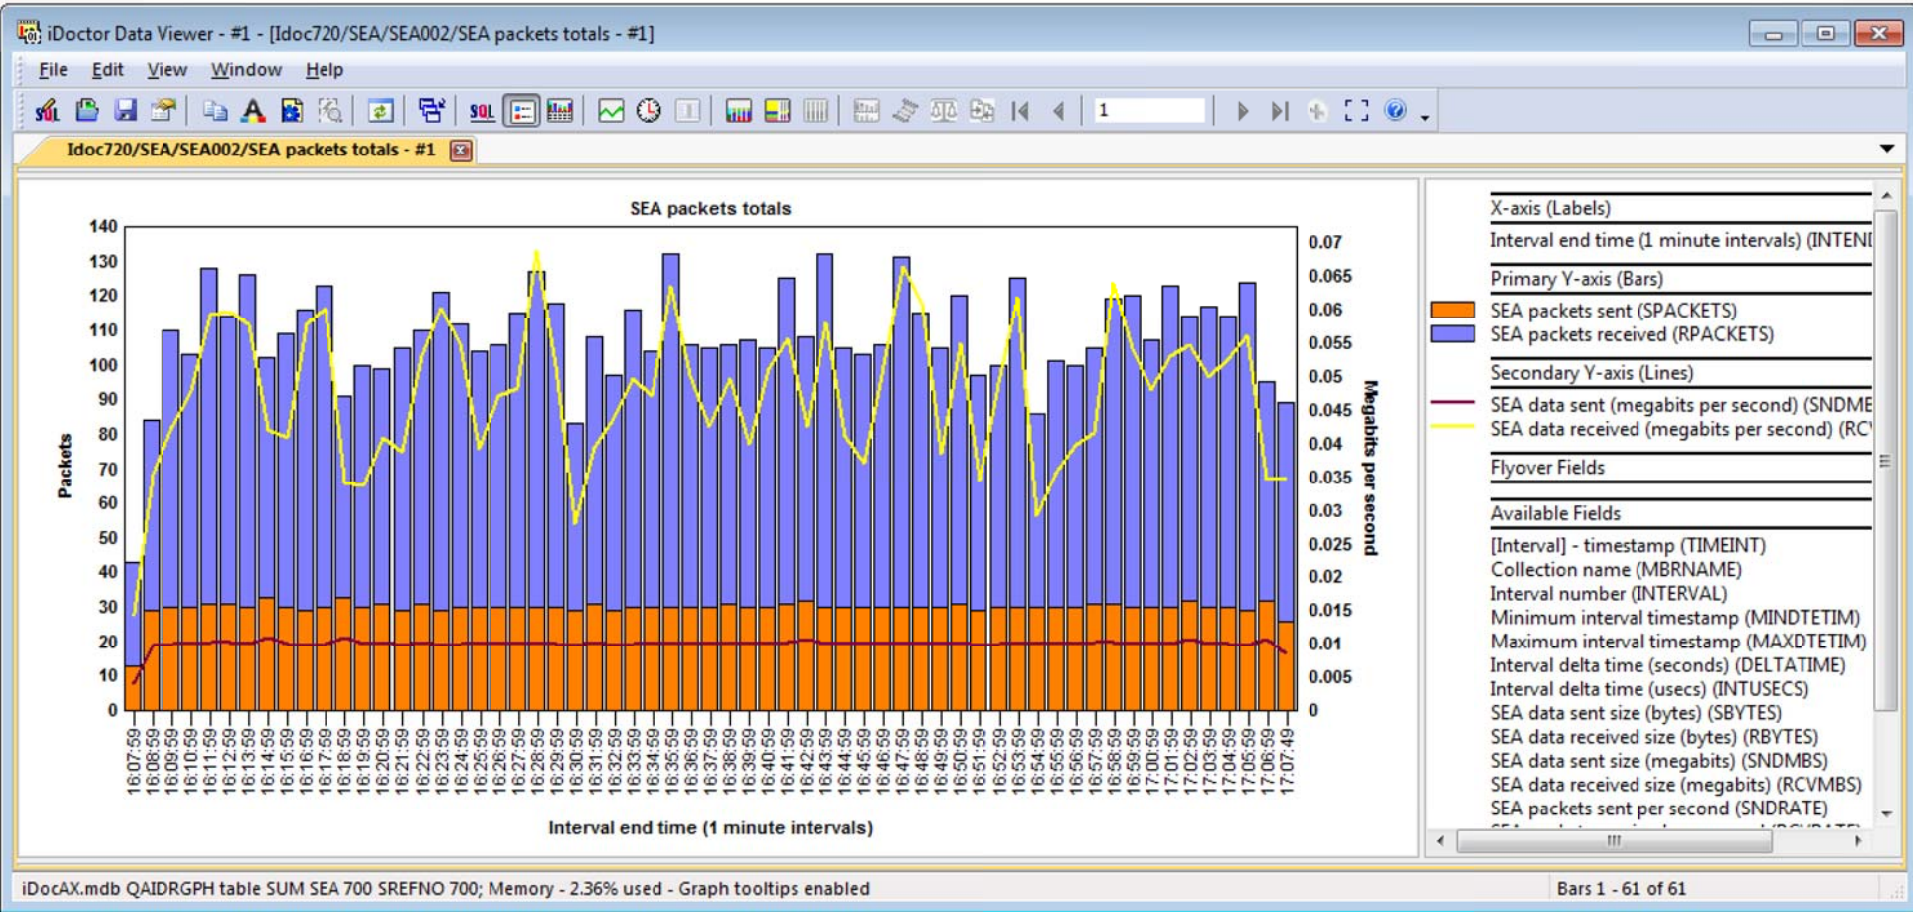 iDoctor Data Viewer - #1 - [Idoc720/SEA/SEA002/SEA packets totals - #1]
File Edit View Window Help
SQL SQL 1
Idoc720/SEA/SEA002/SEA packets totals - #1
SEA packets totals
140
130
120
110
100
90
80
70
60
50
40
30
20
10
0
Packets
0.07
0.065
0.06
0.055
0.05
0.045
0.04
0.035
0.03
0.025
0.02
0.015
0.01
0.005
0
Megabits per second
16:07:59
16:08:59
16:09:59
16:10:59
16:11:59
16:12:59
16:13:59
16:14:59
16:15:59
16:16:59
16:17:59
16:18:59
16:19:59
16:20:59
16:21:59
16:22:59
16:23:59
16:24:59
16:25:59
16:26:59
16:27:59
16:28:59
16:29:59
16:30:59
16:31:59
16:32:59
16:33:59
16:34:59
16:35:59
16:36:59
16:37:59
16:38:59
16:39:59
16:40:59
16:41:59
16:42:59
16:43:59
16:44:59
16:45:59
16:46:59
16:47:59
16:48:59
16:49:59
16:50:59
16:51:59
16:52:59
16:53:59
16:54:59
16:55:59
16:56:59
16:57:59
16:58:59
16:59:59
17:00:59
17:01:59
17:02:59
17:03:59
17:04:59
17:05:59
17:06:59
17:07:49
Interval end time (1 minute intervals)
X-axis (Labels)
Interval end time (1 minute intervals) (INTEN
Primary Y-axis (Bars)
SEA packets sent (SPACKETS)
SEA packets received (RPACKETS)
Secondary Y-axis (Lines)
SEA data sent (megabits per second) (SNDME
SEA data received (megabits per second) (RC
Flyover Fields
Available Fields
[Interval] - timestamp (TIMEINT)
Collection name (MBRNAME)
Interval number (INTERVAL)
Minimum interval timestamp (MINDTETIM)
Maximum interval timestamp (MAXDTETIM)
Interval delta time (seconds) (DELTATIME)
Interval delta time (usecs) (INTUSECS)
SEA data sent size (bytes) (SBYTES)
SEA data received size (bytes) (RBYTES)
SEA data sent size (megabits) (SNDMBS)
SEA data received size (megabits) (RCVMBS)
SEA packets sent per second (SNDRATE)
iDocAX.mdb QAIDRGPH table SUM SEA 700 SREFNO 700; Memory - 2.36% used - Graph tooltips enabled
Bars 1 - 61 of 61